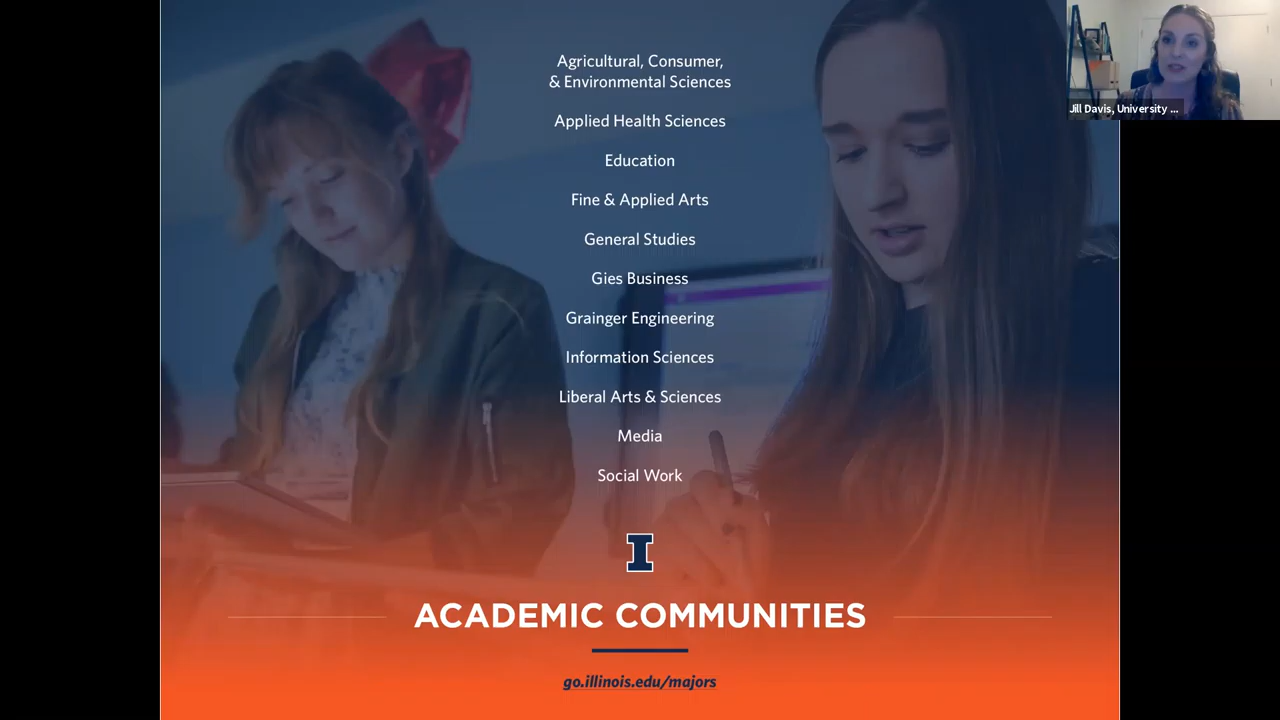 Agricultural, Consumer,
& Environmental Sciences
Applied Health Sciences
Education
Fine & Applied Arts
General Studies
Gies Business
Grainger Engineering
Information Sciences
Liberal Arts & Sciences
Media
Social Work
I
ACADEMIC COMMUNITIES
go.illinois.edu/majors
Jill Davis, University ...